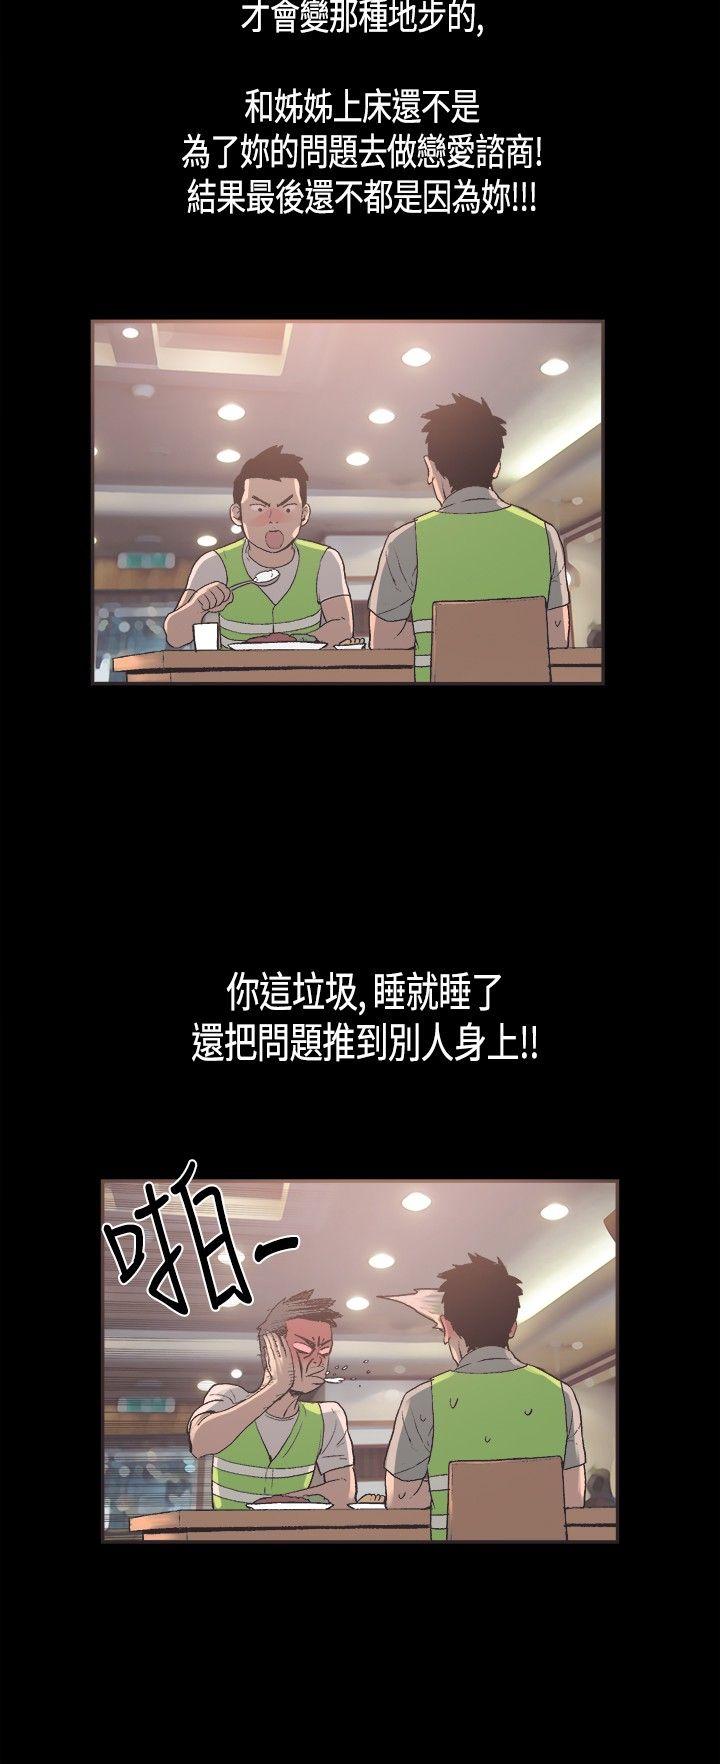 才會變那種地步的,
和姊姊上床還不是
為了妳的問題去做戀愛諮商!
結果最後還不都是因為妳!!!
你這垃圾, 睡就睡了
還把問題推到別人身上!!
啪-